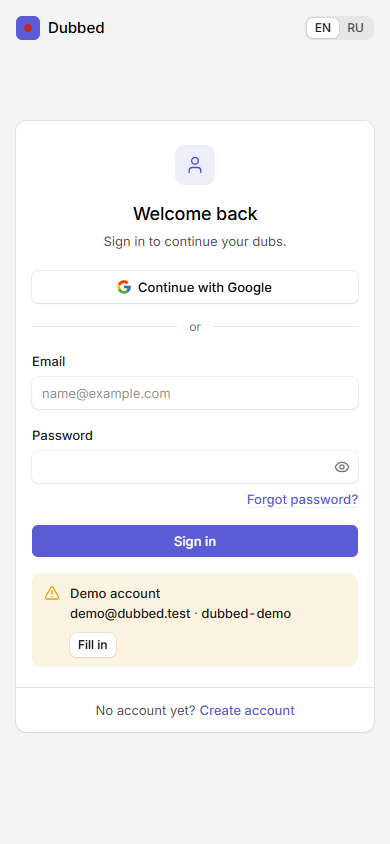 Dubbed
EN RU
Welcome back
Sign in to continue your dubs.
Continue with Google
or
Email
name@example.com
Password
Forgot password?
Sign in
Demo account
demo@dubbed.test · dubbed-demo
Fill in
No account yet? Create account